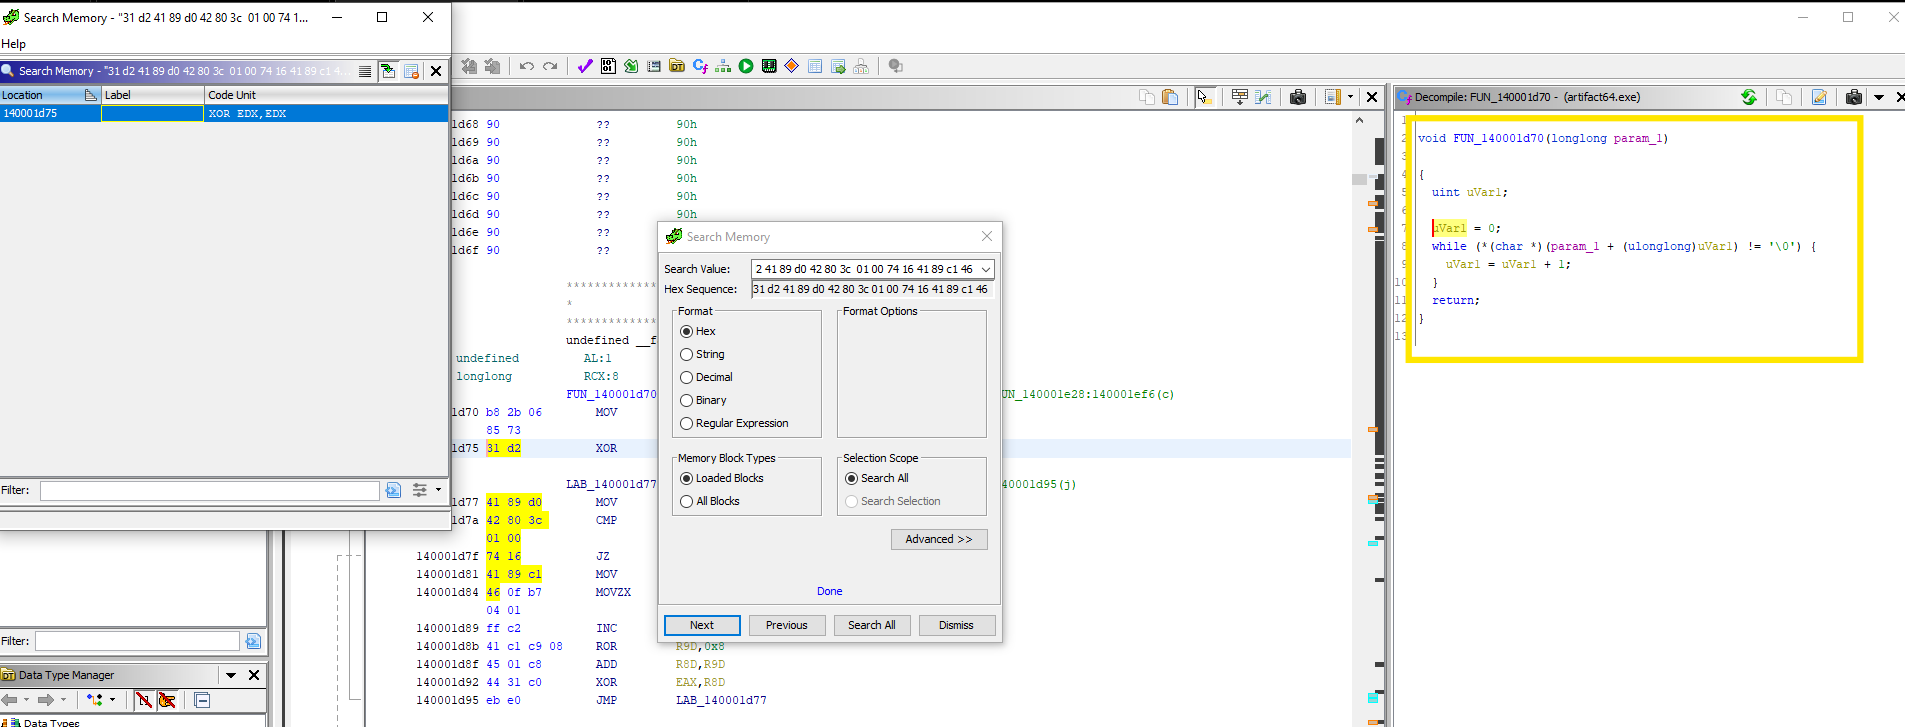 Search Memory - "31 d2 41 89 d0 42 80 3c  01 00 74 1...
Help
Search Memory - "31 d2 41 89 d0 42 80 3c  01 00 74 16 41 89 c1 4...
Location Label Code Unit
140001d75 XOR EDX,EDX
Filter:
Filter:
Data Type Manager
Data Types
1d68 90 ?? 90h
1d69 90 ?? 90h
1d6a 90 ?? 90h
1d6b 90 ?? 90h
1d6c 90 ?? 90h
1d6d 90 ?? 90h
1d6e 90 ??
1d6f 90 ??
**************
*
**************
undefined __f
undefined AL:1
longlong RCX:8
FUN_140001d70 UN_140001e28:140001ef6(c)
1d70 b8 2b 06 MOV
85 73
1d75 31 d2 XOR
LAB_140001d77 40001d95(j)
1d77 41 89 d0 MOV
1d7a 42 80 3c CMP
01 00
140001d7f 74 16 JZ
140001d81 41 89 c1 MOV
140001d84 46 0f b7 MOVZX
04 01
140001d89 ff c2 INC
140001d8b 41 c1 c9 08 ROR R9D,0x8
140001d8f 45 01 c8 ADD R8D,R9D
140001d92 44 31 c0 XOR EAX,R8D
140001d95 eb e0 JMP LAB_140001d77
Search Memory
Search Value: 2 41 89 d0 42 80 3c  01 00 74 16 41 89 c1 46
Hex Sequence: 31 d2 41 89 d0 42 80 3c 01 00 74 16 41 89 c1 46
Format
Hex
String
Decimal
Binary
Regular Expression
Format Options
Memory Block Types
Loaded Blocks
All Blocks
Selection Scope
Search All
Search Selection
Advanced >>
Done
Next Previous Search All Dismiss
Decompile: FUN_140001d70 - (artifact64.exe)
1
2 void FUN_140001d70(longlong param_1)
3
4 {
5 uint uVar1;
6
7 uVar1 = 0;
8 while (*(char *)(param_1 + (ulonglong)uVar1) != '\0') {
9 uVar1 = uVar1 + 1;
10 }
11 return;
12 }
13